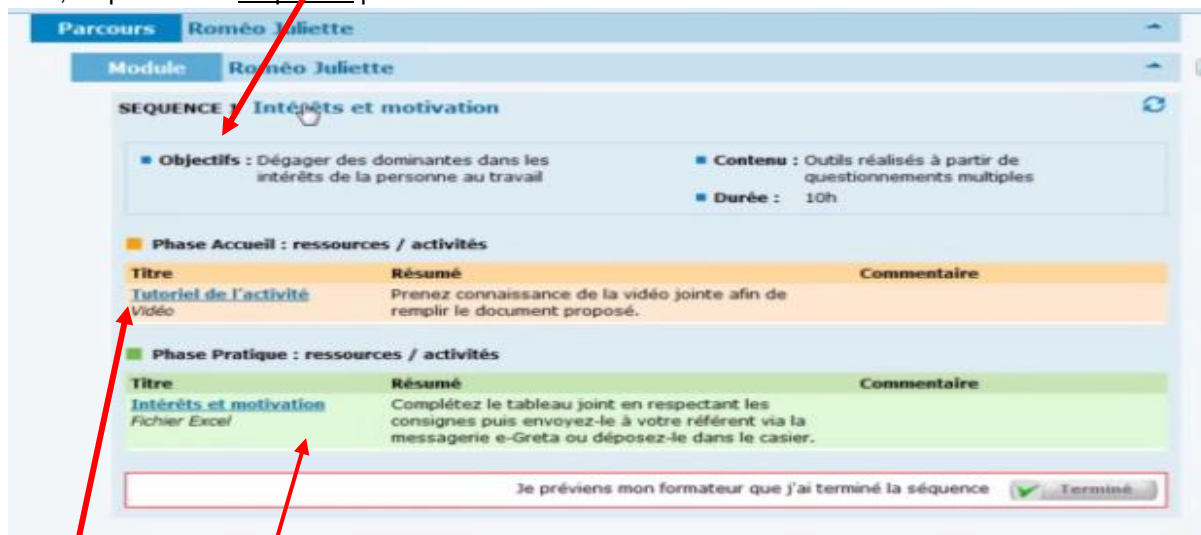 Parcours Roméo Juliette
Module Roméo Juliette
SEQUENCE 1 Intérêts et motivation
Objectifs : Dégager des dominantes dans les
intérêts de la personne au travail
Contenu : Outils réalisés à partir de
questionnements multiples
Durée : 10h
Phase Accueil : ressources / activités
Titre Résumé Commentaire
Tutoriel de l'activité Prenez connaissance de la vidéo jointe afin de
Vidéo remplir le document proposé.
Phase Pratique : ressources / activités
Titre Résumé Commentaire
Intérêts et motivation Complétez le tableau joint en respectant les
Fichier Excel consignes puis envoyez-le à votre référent via la
messagerie e-Greta ou déposez-le dans le casier.
Je préviens mon formateur que j'ai terminé la séquence Terminé